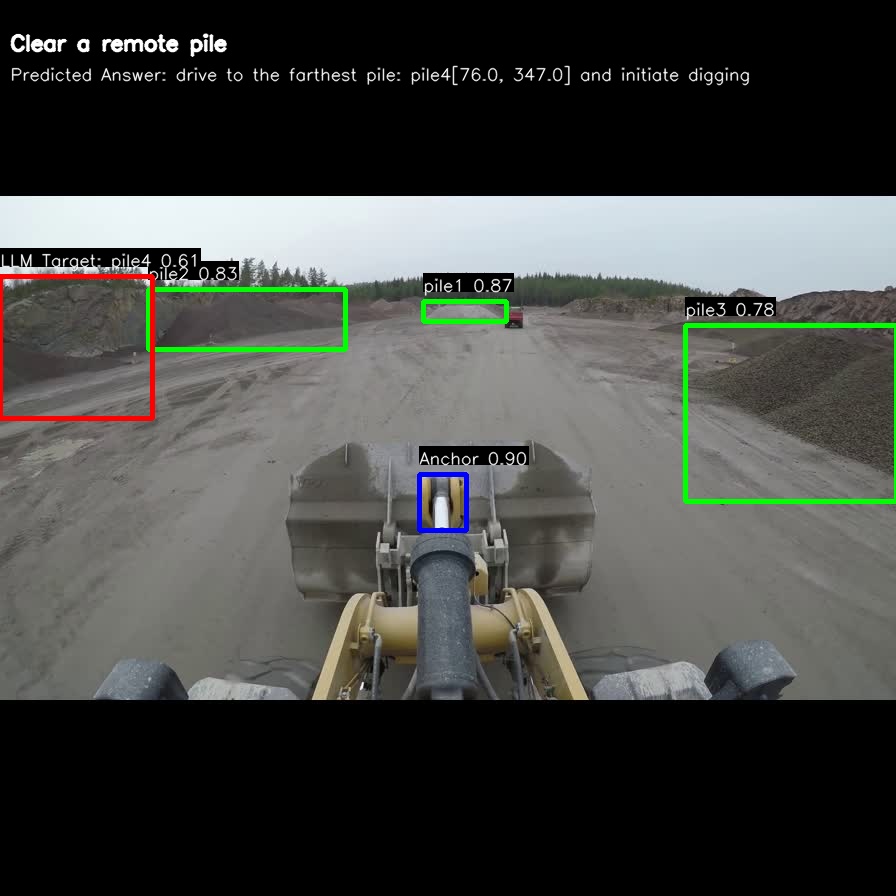 Clear a remote pile
Predicted Answer: drive to the farthest pile: pile4[76.0, 347.0] and initiate digging
LLM Target: pile4 0.61
pile2 0.83
pile1 0.87
pile3 0.78
Anchor 0.90